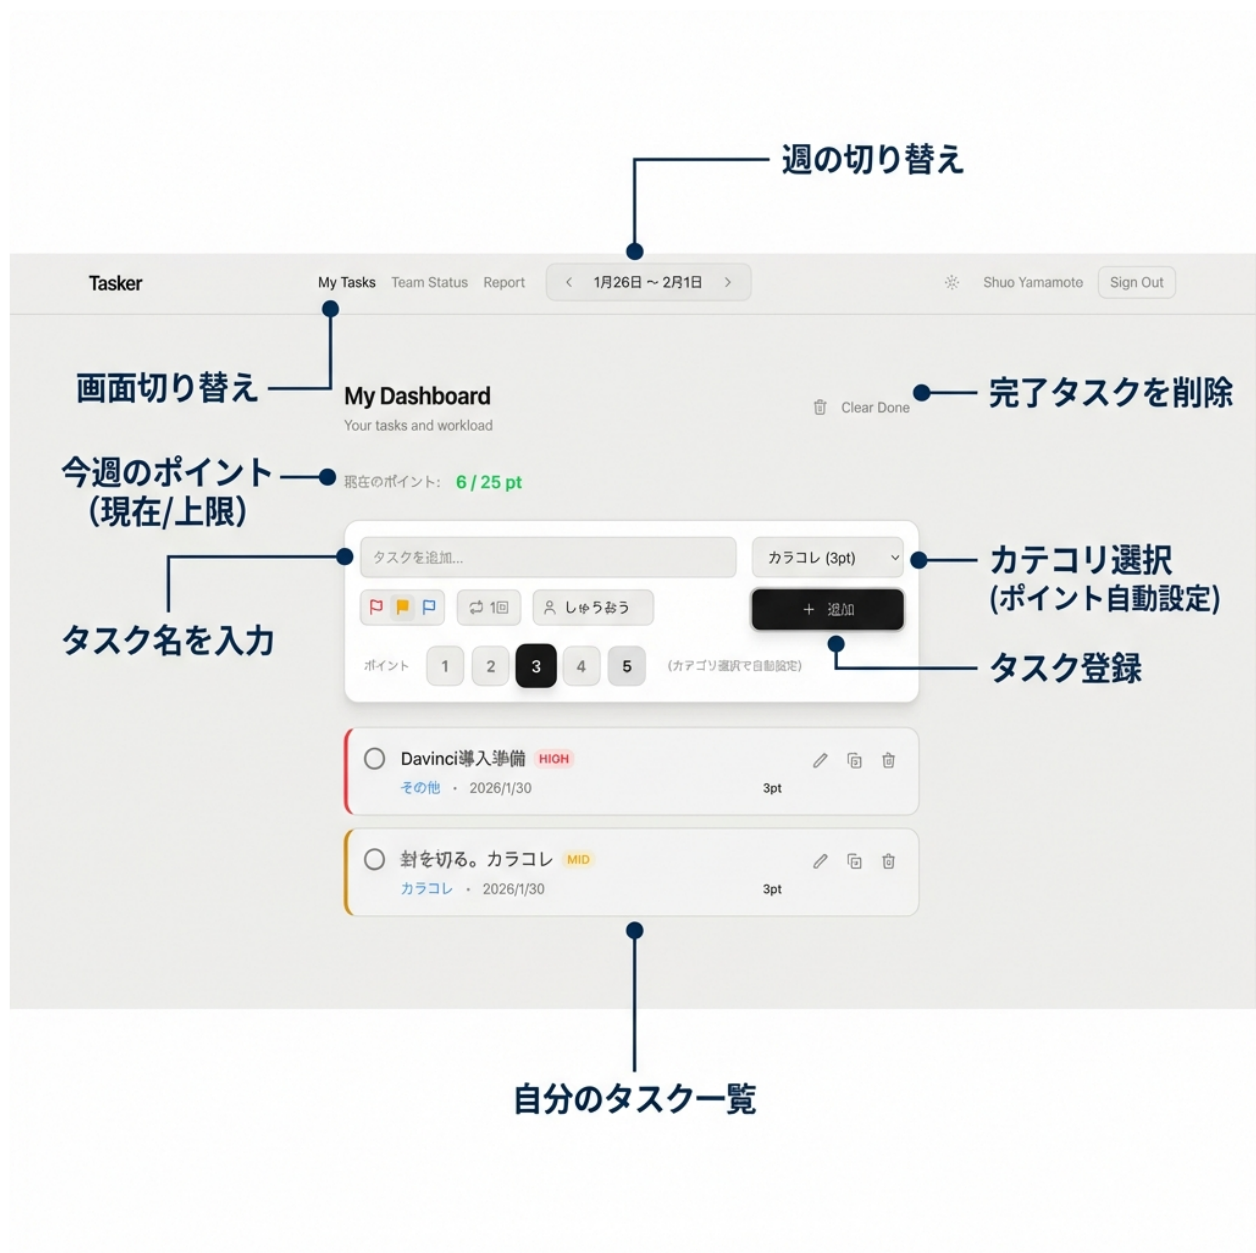 週の切り替え
Tasker
My Tasks
Team Status
Report
1月26日 〜 2月1日
Shuo Yamamoto
Sign Out
画面切り替え
My Dashboard
Your tasks and workload
Clear Done
完了タスクを削除
今週のポイント
（現在/上限）
現在のポイント:
6 / 25 pt
タスクを追加...
カラコレ (3pt)
カテゴリ選択
(ポイント自動設定)
1回
しゅうおう
+ 追加
タスク名を入力
ポイント
1
2
3
4
5
(カテゴリ選択で自動設定)
タスク登録
Davinci導入準備
HIGH
その他 ・ 2026/1/30
3pt
封を切る。カラコレ
MID
カラコレ ・ 2026/1/30
3pt
自分のタスク一覧